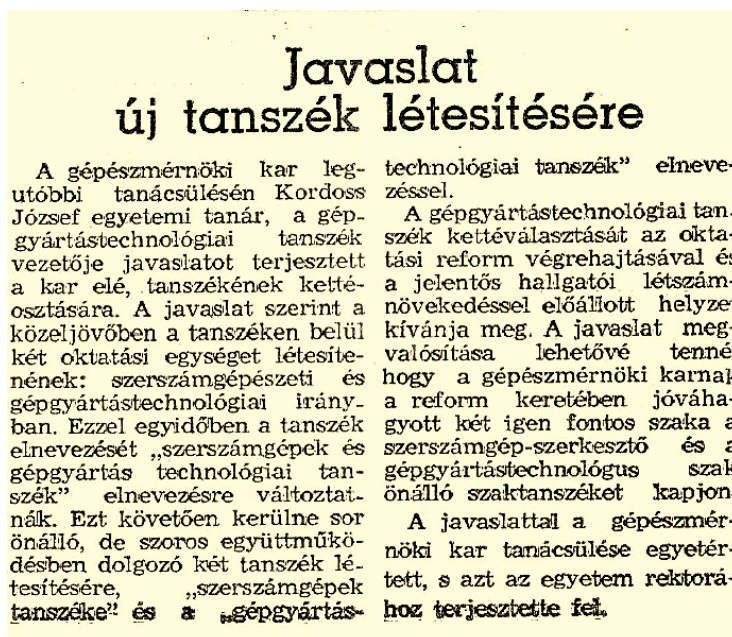 Javaslat
új tanszék létesítésére
A gépészmérnöki kar leg-
utóbbi tanácsülésén Kordoss
József egyetemi tanár, a gép-
gyártástechnológiai tanszék
vezetője javaslatot terjesztett
a kar elé, tanszékének ketté-
osztására. A javaslat szerint a
közeljövőben a tanszéken belül
két oktatási egységet létesíte-
nének: szerszámgépészeti és
gépgyártástechnológiai irány-
ban. Ezzel egyidőben a tanszék
elnevezését „szerszámgépek és
gépgyártás technológiai tan-
szék” elnevezésre változtat-
nák. Ezt követően kerülne sor
önálló, de szoros együttműkö-
désben dolgozó két tanszék lé-
tesítésére, „szerszámgépek
tanszéke” és a „gépgyártás-
technológiai tanszék” elneve-
zéssel.
A gépgyártástechnológiai tan-
szék kettéválasztását az okta-
tási reform végrehajtásával és
a jelentős hallgatói létszám-
növekedéssel előállott helyze
kívánja meg. A javaslat meg-
valósítása lehetővé tenné
hogy a gépészmérnöki karnak
a reform keretében jóváha-
gyott két igen fontos szaka a
szerszámgép-szerkesztő és a
gépgyártástechnológus szak
önálló szaktanszéket kapjon
A javaslattal a gépészmér-
nöki kar tanácsülése egyetér-
tett, s azt az egyetem rektorá-
hoz terjesztette fel.